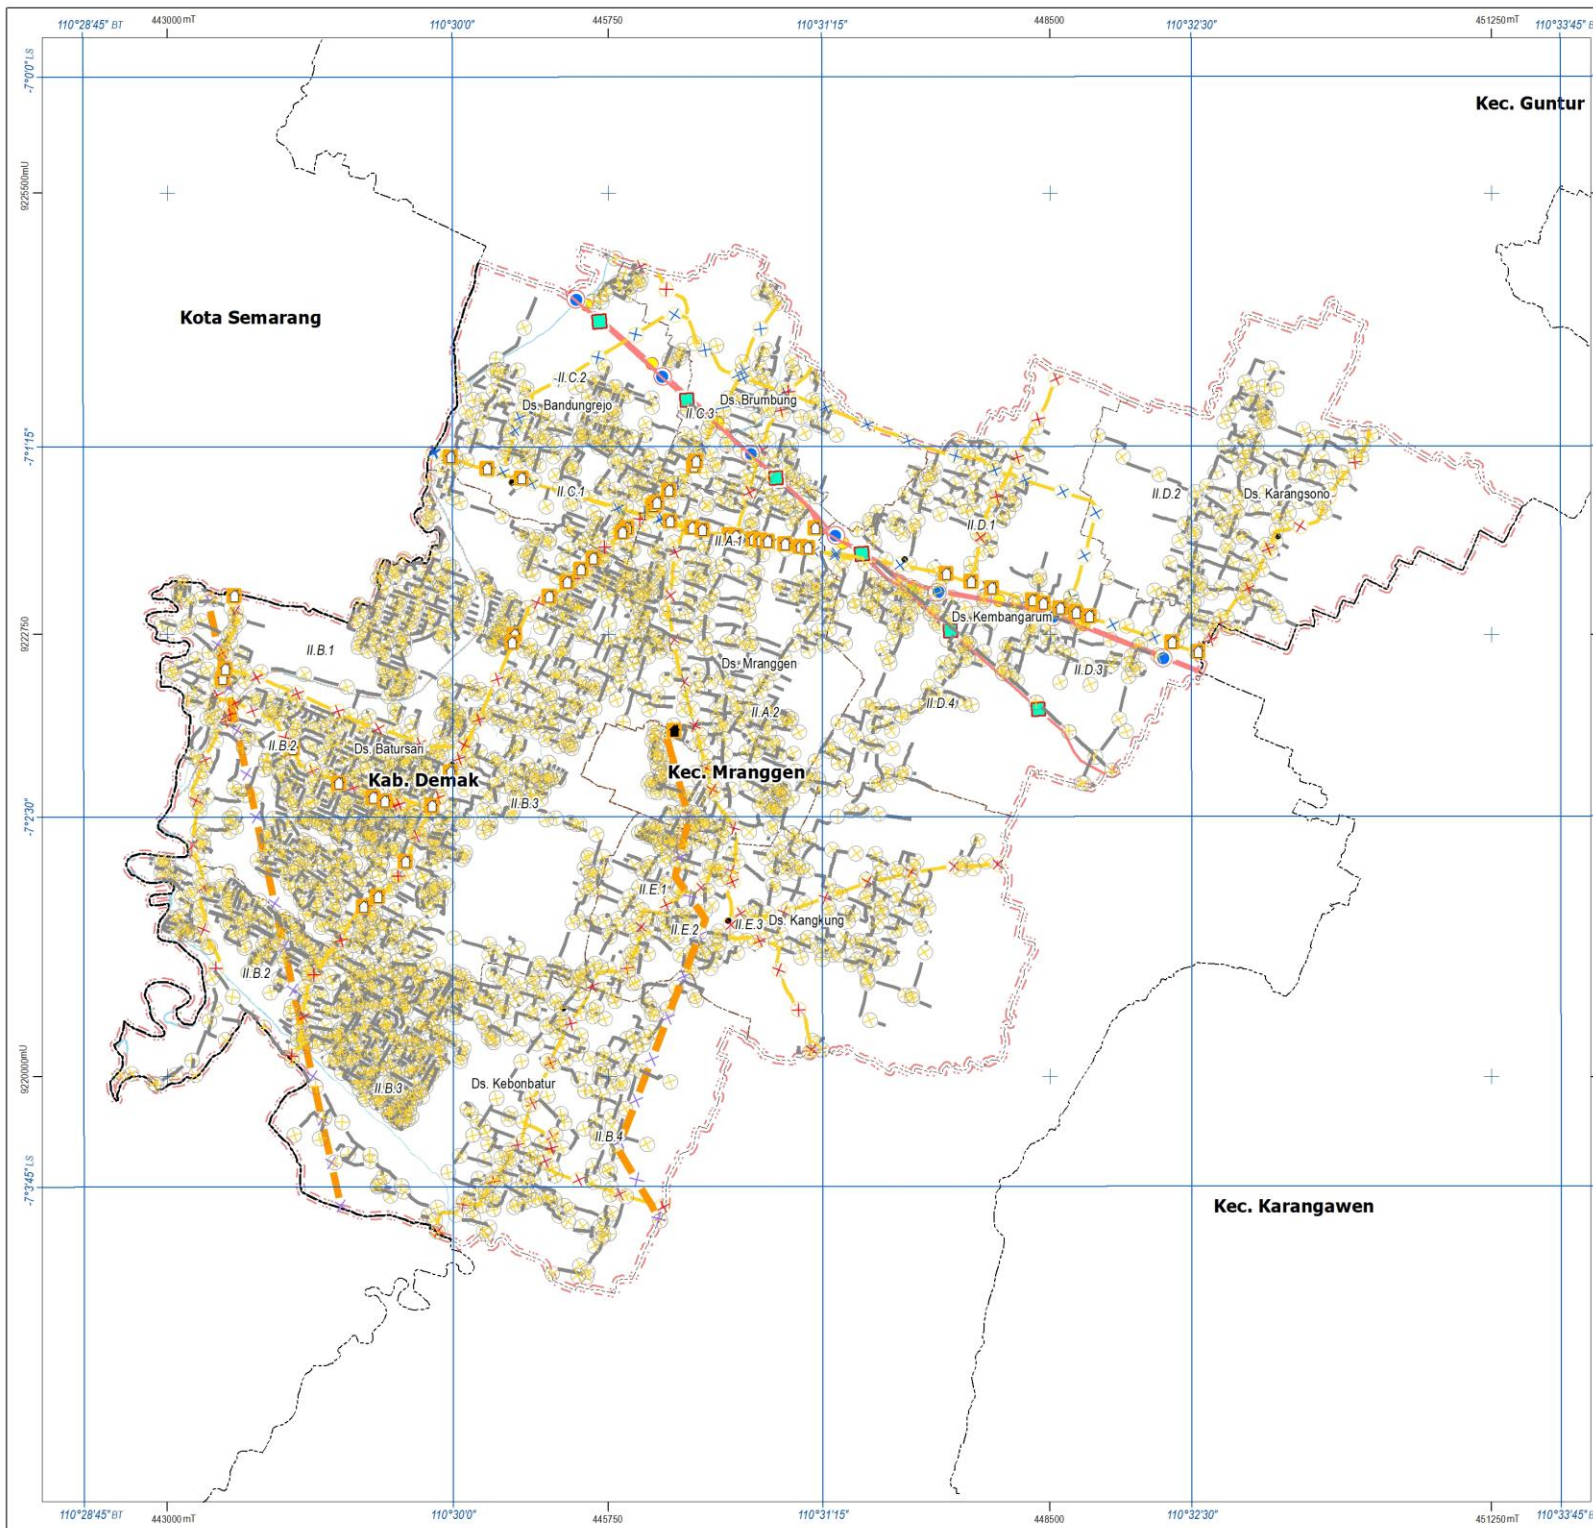 110°28'45" BT
443000mT
110°30'0"
445750
110°31'15"
448500
110°32'30"
451250mT
110°33'45" BT
-7°0'0" LS
Kec. Guntur
9225500mU
Kota Semarang
II.C.2
Ds. Bandungrejo
Ds. Brumbung
II.C.3
-7°1'15"
II.C.1
II.D.2
Ds. Karangsono
II.D.1
II.A.1
Ds. Kembangarum
9222750
II.B.1
Ds. Mranggen
II.D.3
II.D.4
II.A.2
II.B.2
Ds. Batursari
Kab. Demak
Kec. Mranggen
II.B.3
-7°2'30"
II.E.1
II.E.2
II.E.3
Ds. Kangkung
II.B.2
9220000mU
Ds. Kebonbatur
II.B.3
II.B.4
-7°3'45" LS
Kec. Karangawen
110°28'45" BT
443000mT
110°30'0"
445750
110°31'15"
448500
110°32'30"
451250mT
110°33'45" BT